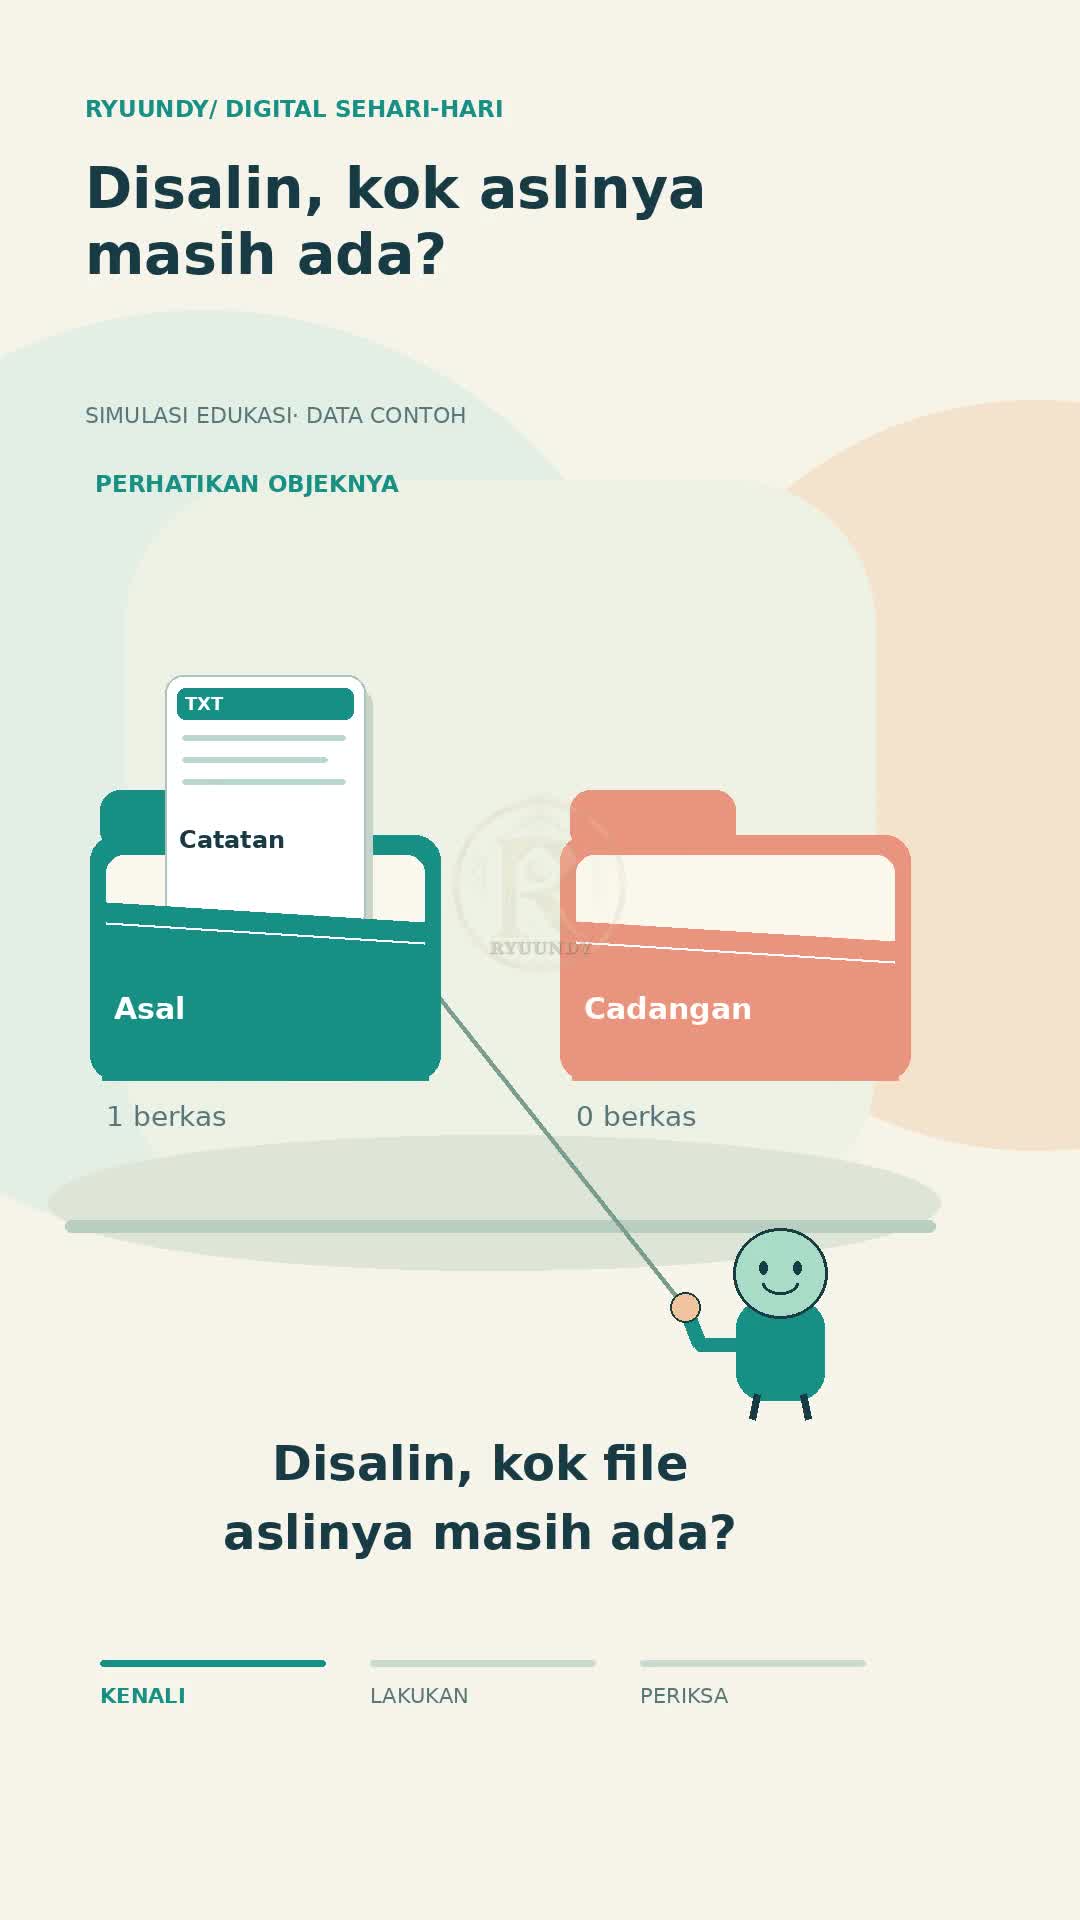 RYUUNDY/ DIGITAL SEHARI-HARI
Disalin, kok aslinya
masih ada?
SIMULASI EDUKASI· DATA CONTOH
PERHATIKAN OBJEKNYA
TXT
Catatan
R
RYUUNDY
Asal
Cadangan
1 berkas
0 berkas
Disalin, kok file
aslinya masih ada?
KENALI
LAKUKAN
PERIKSA